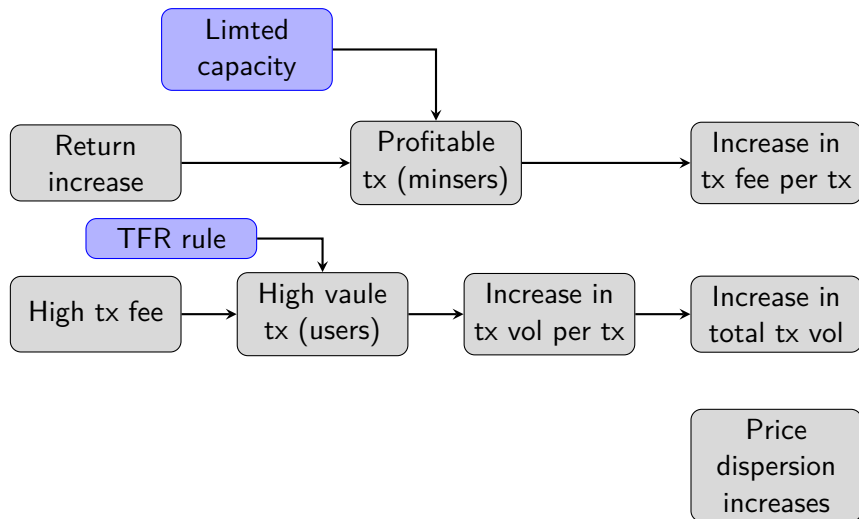 Limted
capacity
Return
increase
Profitable
tx (minsers)
Increase in
tx fee per tx
TFR rule
High tx fee
High vaule
tx (users)
Increase in
tx vol per tx
Increase in
total tx vol
Price
dispersion
increases